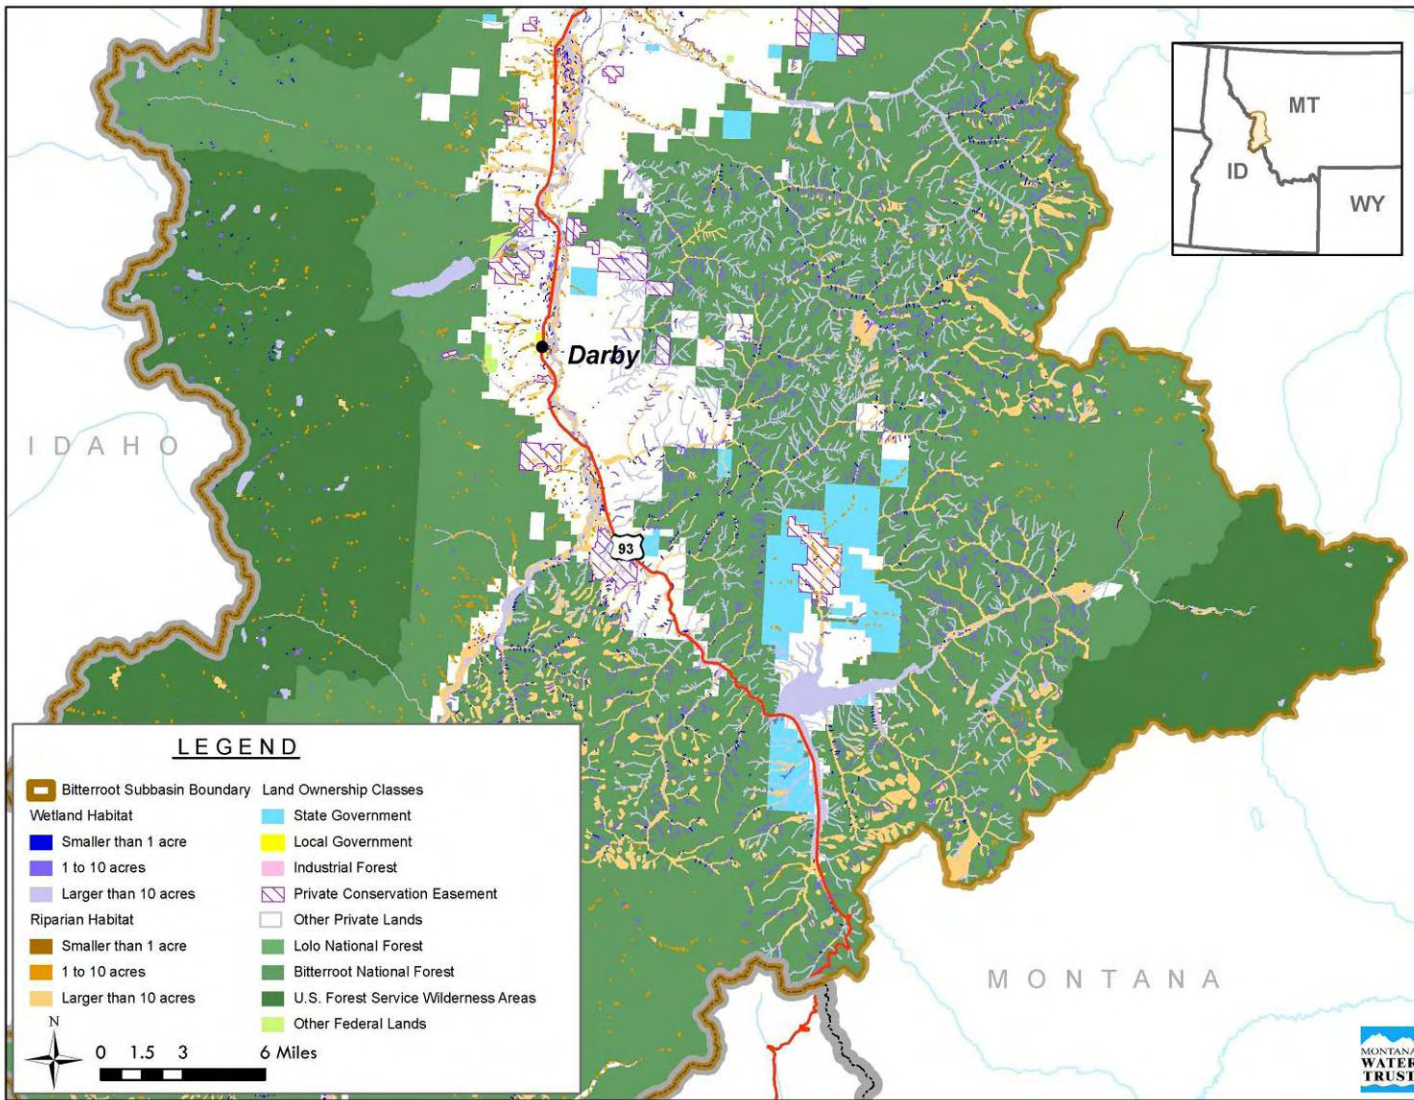 MT
ID
WY
Darby
IDAHO
93
LEGEND
Bitterroot Subbasin Boundary
Wetland Habitat
Smaller than 1 acre
1 to 10 acres
Larger than 10 acres
Riparian Habitat
Smaller than 1 acre
1 to 10 acres
Larger than 10 acres
Land Ownership Classes
State Government
Local Government
Industrial Forest
Private Conservation Easement
Other Private Lands
Lolo National Forest
Bitterroot National Forest
U.S. Forest Service Wilderness Areas
Other Federal Lands
N
0 1.5 3 6 Miles
MONTANA
MONTANA
WATER
TRUST